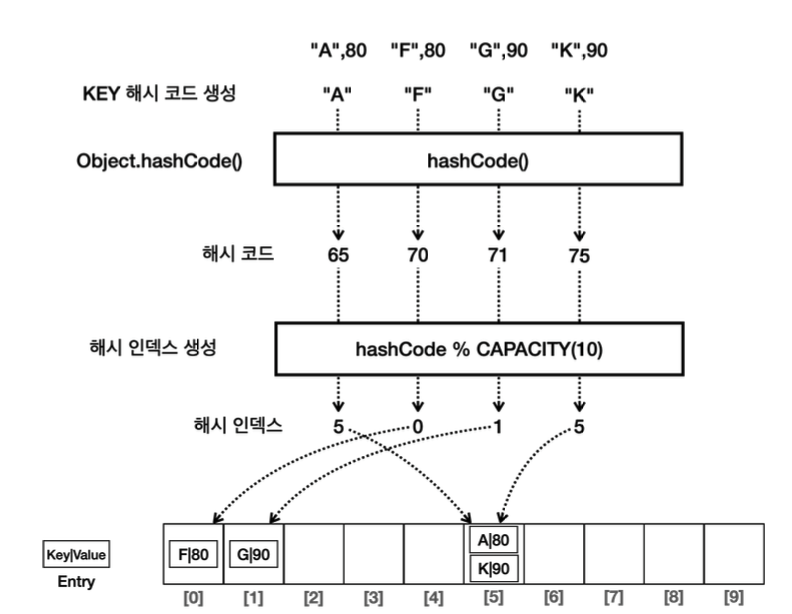 "A",80 "F",80 "G",90 "K",90
KEY 해시 코드 생성 "A" "F" "G" "K"
Object.hashCode() hashCode()
해시 코드 65 70 71 75
해시 인덱스 생성 hashCode % CAPACITY(10)
해시 인덱스 5 0 1 5
A|80
Key|Value F|80 G|90
K|90
Entry
[0] [1] [2] [3] [4] [5] [6] [7] [8] [9]